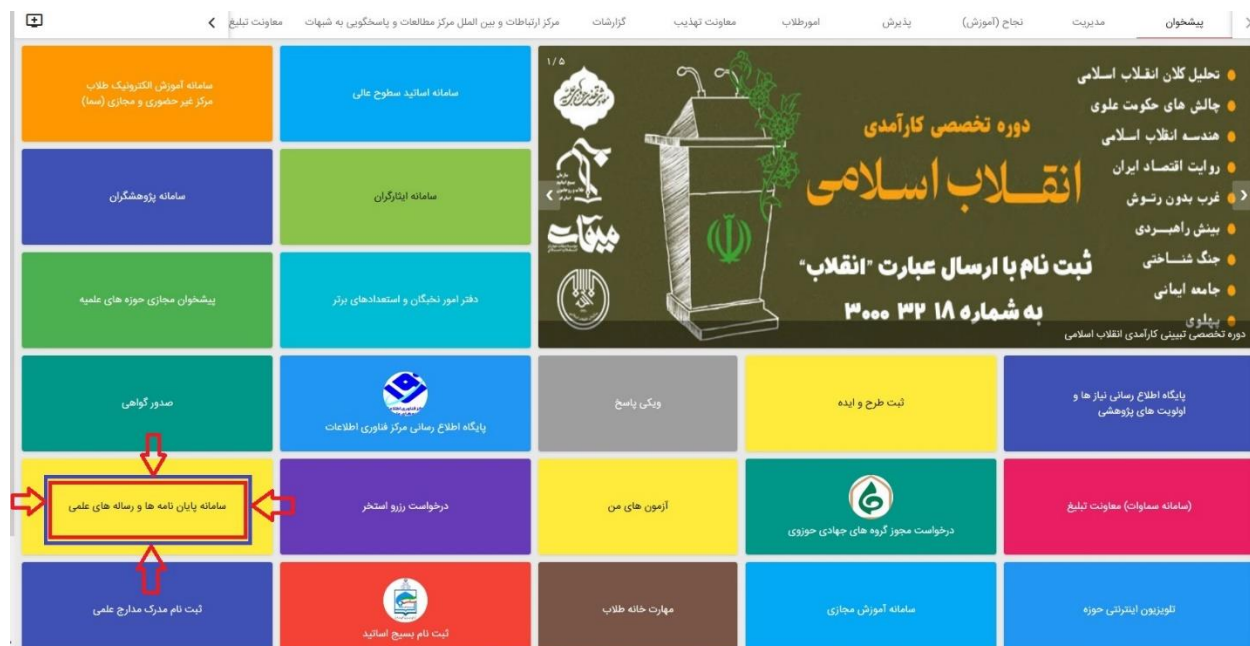 پیشخوان
مدیریت
نجاح (آموزش)
پذیرش
امورطلاب
معاونت تهذیب
گزارشات
مرکز ارتباطات و بین الملل
مرکز مطالعات و پاسخگویی به شبهات
معاونت تبلیغ
تحلیل کلان انقلاب اسلامی
چالش های حکومت علوی
هندسه انقلاب اسلامی
روایت اقتصاد ایران
غرب بدون رتوش
بینش راهبردی
جنگ شناختی
جامعه ایمانی
پهلوی
دوره تخصصی کارآمدی
انقلاب اسلامی
ثبت نام با ارسال عبارت "انقلاب"
به شماره ۱۸ ۳۲ ۳۰۰۰
میقات
۱/۵
دوره تخصصی تبیینی کارآمدی انقلاب اسلامی
سامانه اساتید سطوح عالی
سامانه آموزش الکترونیک طلاب
مرکز غیر حضوری و مجازی (سما)
سامانه ایثارگران
سامانه پژوهشگران
دفتر امور نخبگان و استعدادهای برتر
پیشخوان مجازی حوزه های علمیه
پایگاه اطلاع رسانی نیاز ها و
اولویت های پژوهشی
ثبت طرح و ایده
ویکی پاسخ
پایگاه اطلاع رسانی مرکز فناوری اطلاعات
صدور گواهی
(سامانه سماوات) معاونت تبلیغ
درخواست مجوز گروه های جهادی حوزوی
آزمون های من
درخواست رزرو استخر
سامانه پایان نامه ها و رساله های علمی
تلویزیون اینترنتی حوزه
سامانه آموزش مجازی
مهارت خانه طلاب
ثبت نام بسیج اساتید
ثبت نام مدرک مدارج علمی